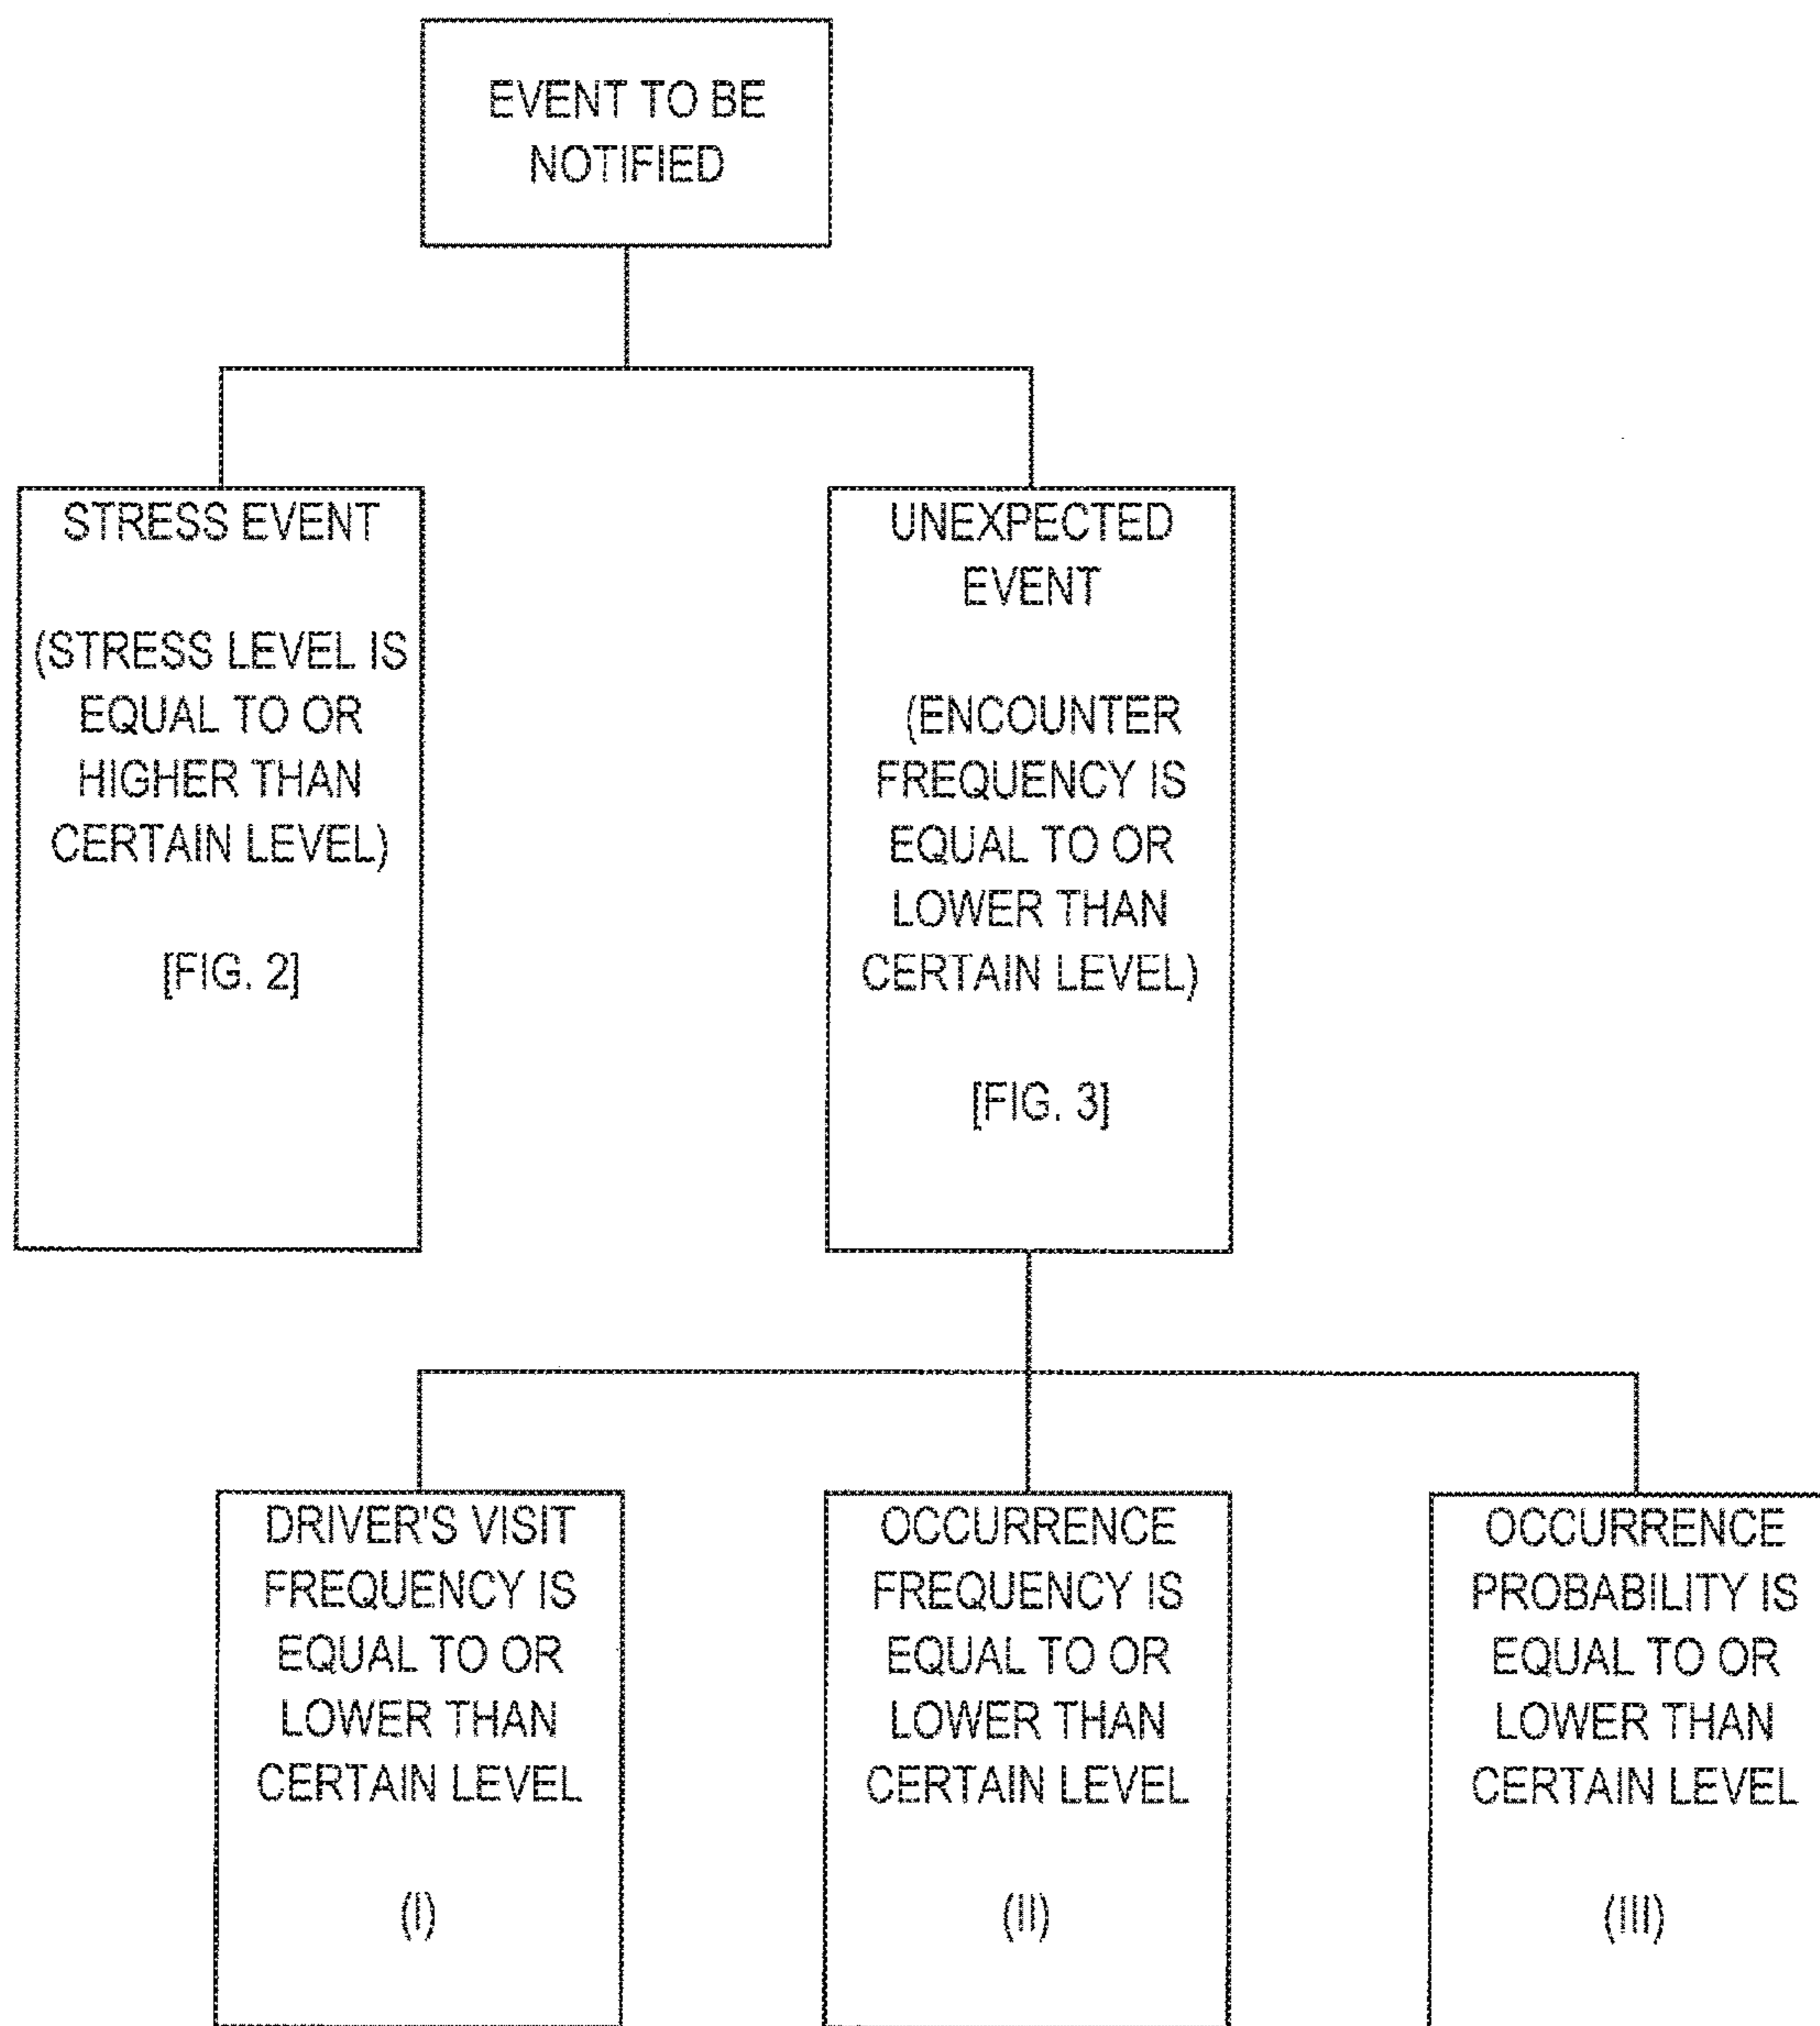 EVENT TO BE
NOTIFIED
STRESS EVENT
(STRESS LEVEL IS
EQUAL TO OR
HIGHER THAN
CERTAIN LEVEL)
[FIG. 2]
UNEXPECTED
EVENT
(ENCOUNTER
FREQUENCY IS
EQUAL TO OR
LOWER THAN
CERTAIN LEVEL)
[FIG. 3]
DRIVER'S VISIT
FREQUENCY IS
EQUAL TO OR
LOWER THAN
CERTAIN LEVEL
(I)
OCCURRENCE
FREQUENCY IS
EQUAL TO OR
LOWER THAN
CERTAIN LEVEL
(II)
OCCURRENCE
PROBABILITY IS
EQUAL TO OR
LOWER THAN
CERTAIN LEVEL
(III)